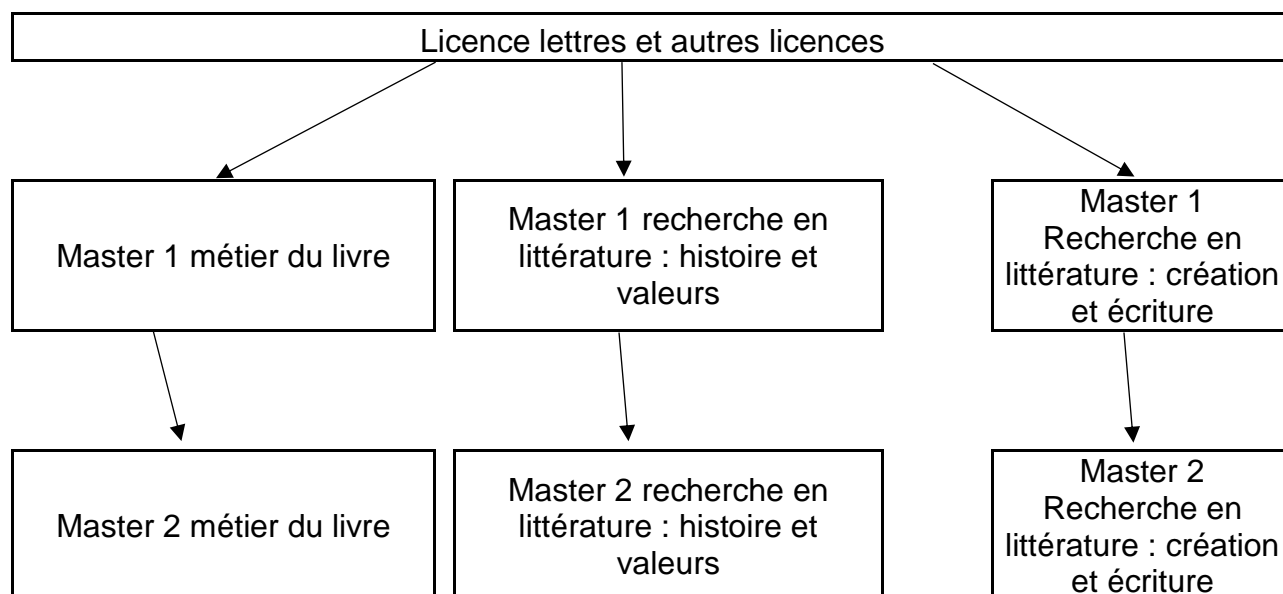 Licence lettres et autres licences
Master 1 métier du livre
Master 1 recherche en
littérature : histoire et
valeurs
Master 1
Recherche en
littérature : création
et écriture
Master 2 métier du livre
Master 2 recherche en
littérature : histoire et
valeurs
Master 2
Recherche en
littérature : création
et écriture